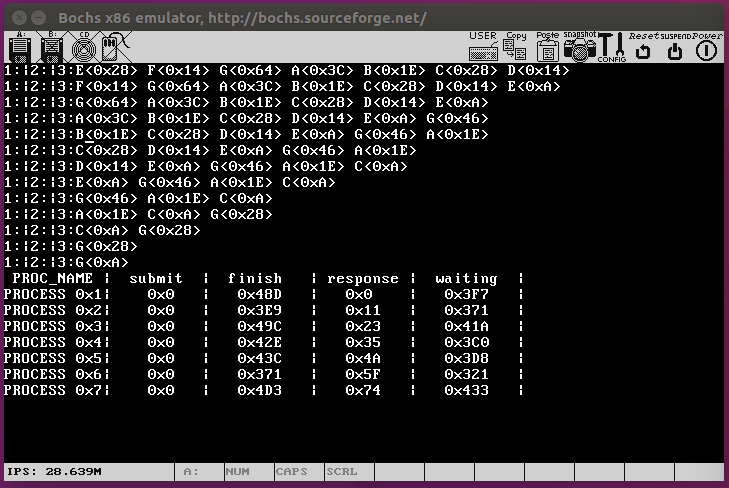 Bochs x86 emulator, http://bochs.sourceforge.net/
A: B: CD USER Copy Paste Snapshot CONFIG Reset SUSPEND Power
1:|2:|3:E<0x28> F<0x14> G<0x64> A<0x3C> B<0x1E> C<0x28> D<0x14>
1:|2:|3:F<0x14> G<0x64> A<0x3C> B<0x1E> C<0x28> D<0x14> E<0xA>
1:|2:|3:G<0x64> A<0x3C> B<0x1E> C<0x28> D<0x14> E<0xA>
1:|2:|3:A<0x3C> B<0x1E> C<0x28> D<0x14> E<0xA> G<0x46>
1:|2:|3:B<0x1E> C<0x28> D<0x14> E<0xA> G<0x46> A<0x1E>
1:|2:|3:C<0x28> D<0x14> E<0xA> G<0x46> A<0x1E>
1:|2:|3:D<0x14> E<0xA> G<0x46> A<0x1E> C<0xA>
1:|2:|3:E<0xA> G<0x46> A<0x1E> C<0xA>
1:|2:|3:G<0x46> A<0x1E> C<0xA>
1:|2:|3:A<0x1E> C<0xA> G<0x28>
1:|2:|3:C<0xA> G<0x28>
1:|2:|3:G<0x28>
1:|2:|3:G<0xA>
PROC_NAME | submit | finish | response | waiting |
PROCESS 0x1| 0x0 | 0x48D | 0x0 | 0x3F7 |
PROCESS 0x2| 0x0 | 0x3E9 | 0x11 | 0x371 |
PROCESS 0x3| 0x0 | 0x49C | 0x23 | 0x41A |
PROCESS 0x4| 0x0 | 0x42E | 0x35 | 0x3C0 |
PROCESS 0x5| 0x0 | 0x43C | 0x4A | 0x3D8 |
PROCESS 0x6| 0x0 | 0x371 | 0x5F | 0x321 |
PROCESS 0x7| 0x0 | 0x4D3 | 0x74 | 0x433 |
IPS: 28.639M A: NUM CAPS SCRL